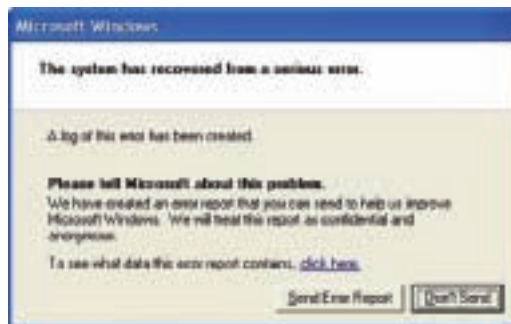 Microsoft Windows
The system has recovered from a serious error.
A log of this error has been created.
Please tell Microsoft about this problem.
We have created an error report that you can send to help us improve
Microsoft Windows. We will treat this report as confidential and
anonymous.
To see what data this error report contains, click here.
Send Error Report
Don't Send